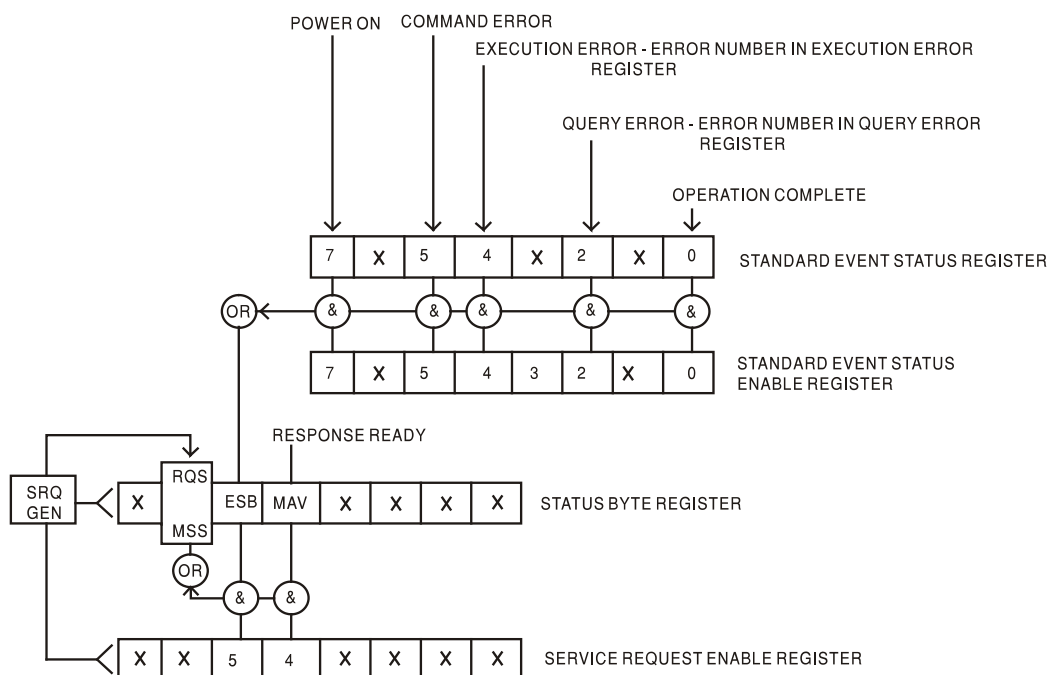 POWER ON COMMAND ERROR
EXECUTION ERROR - ERROR NUMBER IN EXECUTION ERROR
REGISTER
QUERY ERROR - ERROR NUMBER IN QUERY ERROR
REGISTER
OPERATION COMPLETE
7 X 5 4 X 2 X 0 STANDARD EVENT STATUS REGISTER
OR & & & & &
7 X 5 4 3 2 X 0 STANDARD EVENT STATUS
ENABLE REGISTER
RESPONSE READY
SRQ
GEN
X RQS
MSS ESB MAV X X X X STATUS BYTE REGISTER
OR & &
X X 5 4 X X X X SERVICE REQUEST ENABLE REGISTER